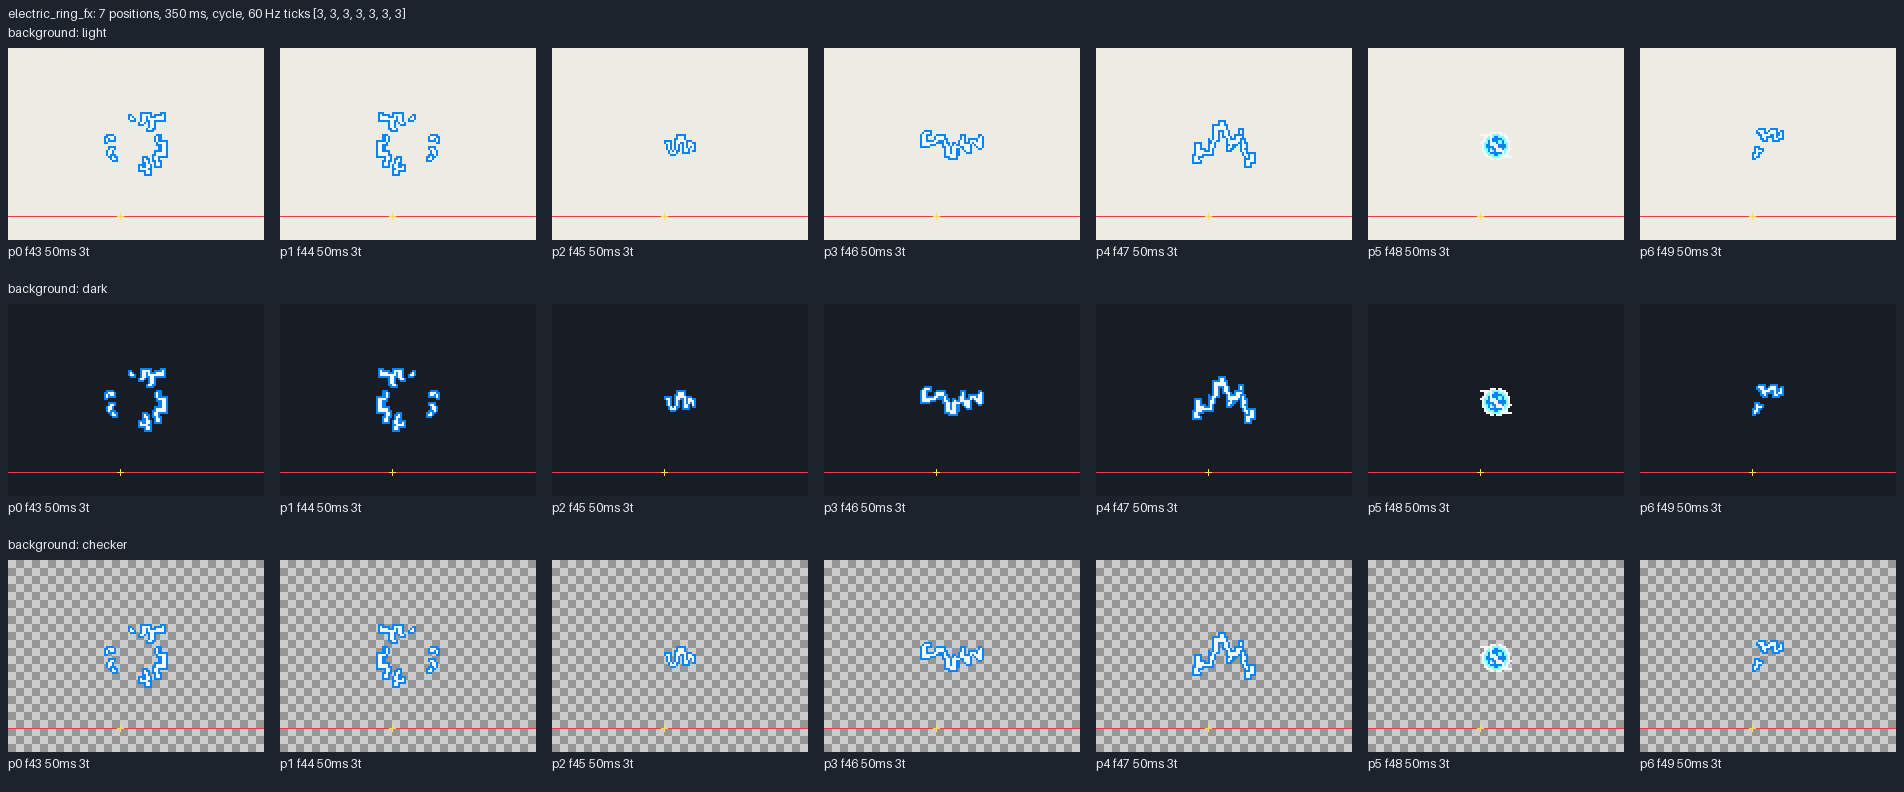 electric_ring_fx: 7 positions, 350 ms, cycle, 60 Hz ticks [3, 3, 3, 3, 3, 3, 3]
background: light
p0 f43 50ms 3t
p1 f44 50ms 3t
p2 f45 50ms 3t
p3 f46 50ms 3t
p4 f47 50ms 3t
p5 f48 50ms 3t
p6 f49 50ms 3t
background: dark
p0 f43 50ms 3t
p1 f44 50ms 3t
p2 f45 50ms 3t
p3 f46 50ms 3t
p4 f47 50ms 3t
p5 f48 50ms 3t
p6 f49 50ms 3t
background: checker
p0 f43 50ms 3t
p1 f44 50ms 3t
p2 f45 50ms 3t
p3 f46 50ms 3t
p4 f47 50ms 3t
p5 f48 50ms 3t
p6 f49 50ms 3t